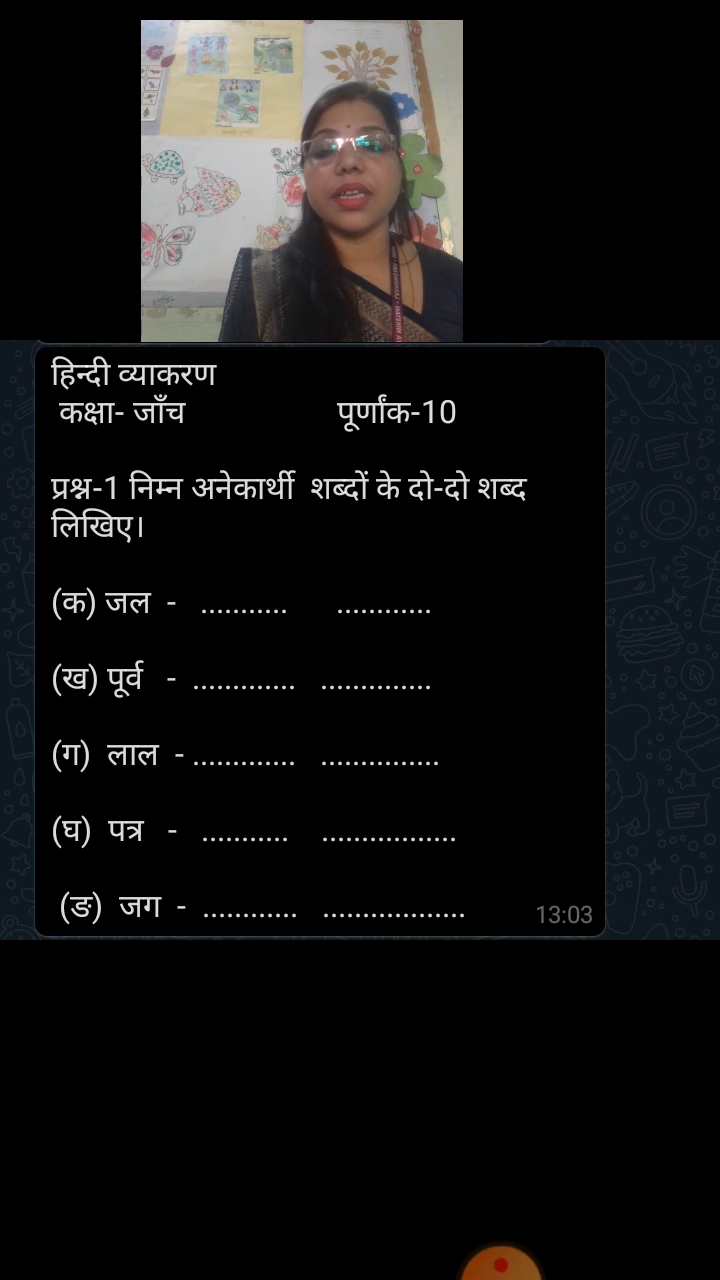 हिन्दी व्याकरण
कक्षा- जाँच पूर्णांक-10
प्रश्न-1 निम्न अनेकार्थी शब्दों के दो-दो शब्द
लिखिए।
(क) जल - ........... ............
(ख) पूर्व - ............. ..............
(ग) लाल - ............. ...............
(घ) पत्र - ........... .................
(ङ) जग - ............ ..................
13:03